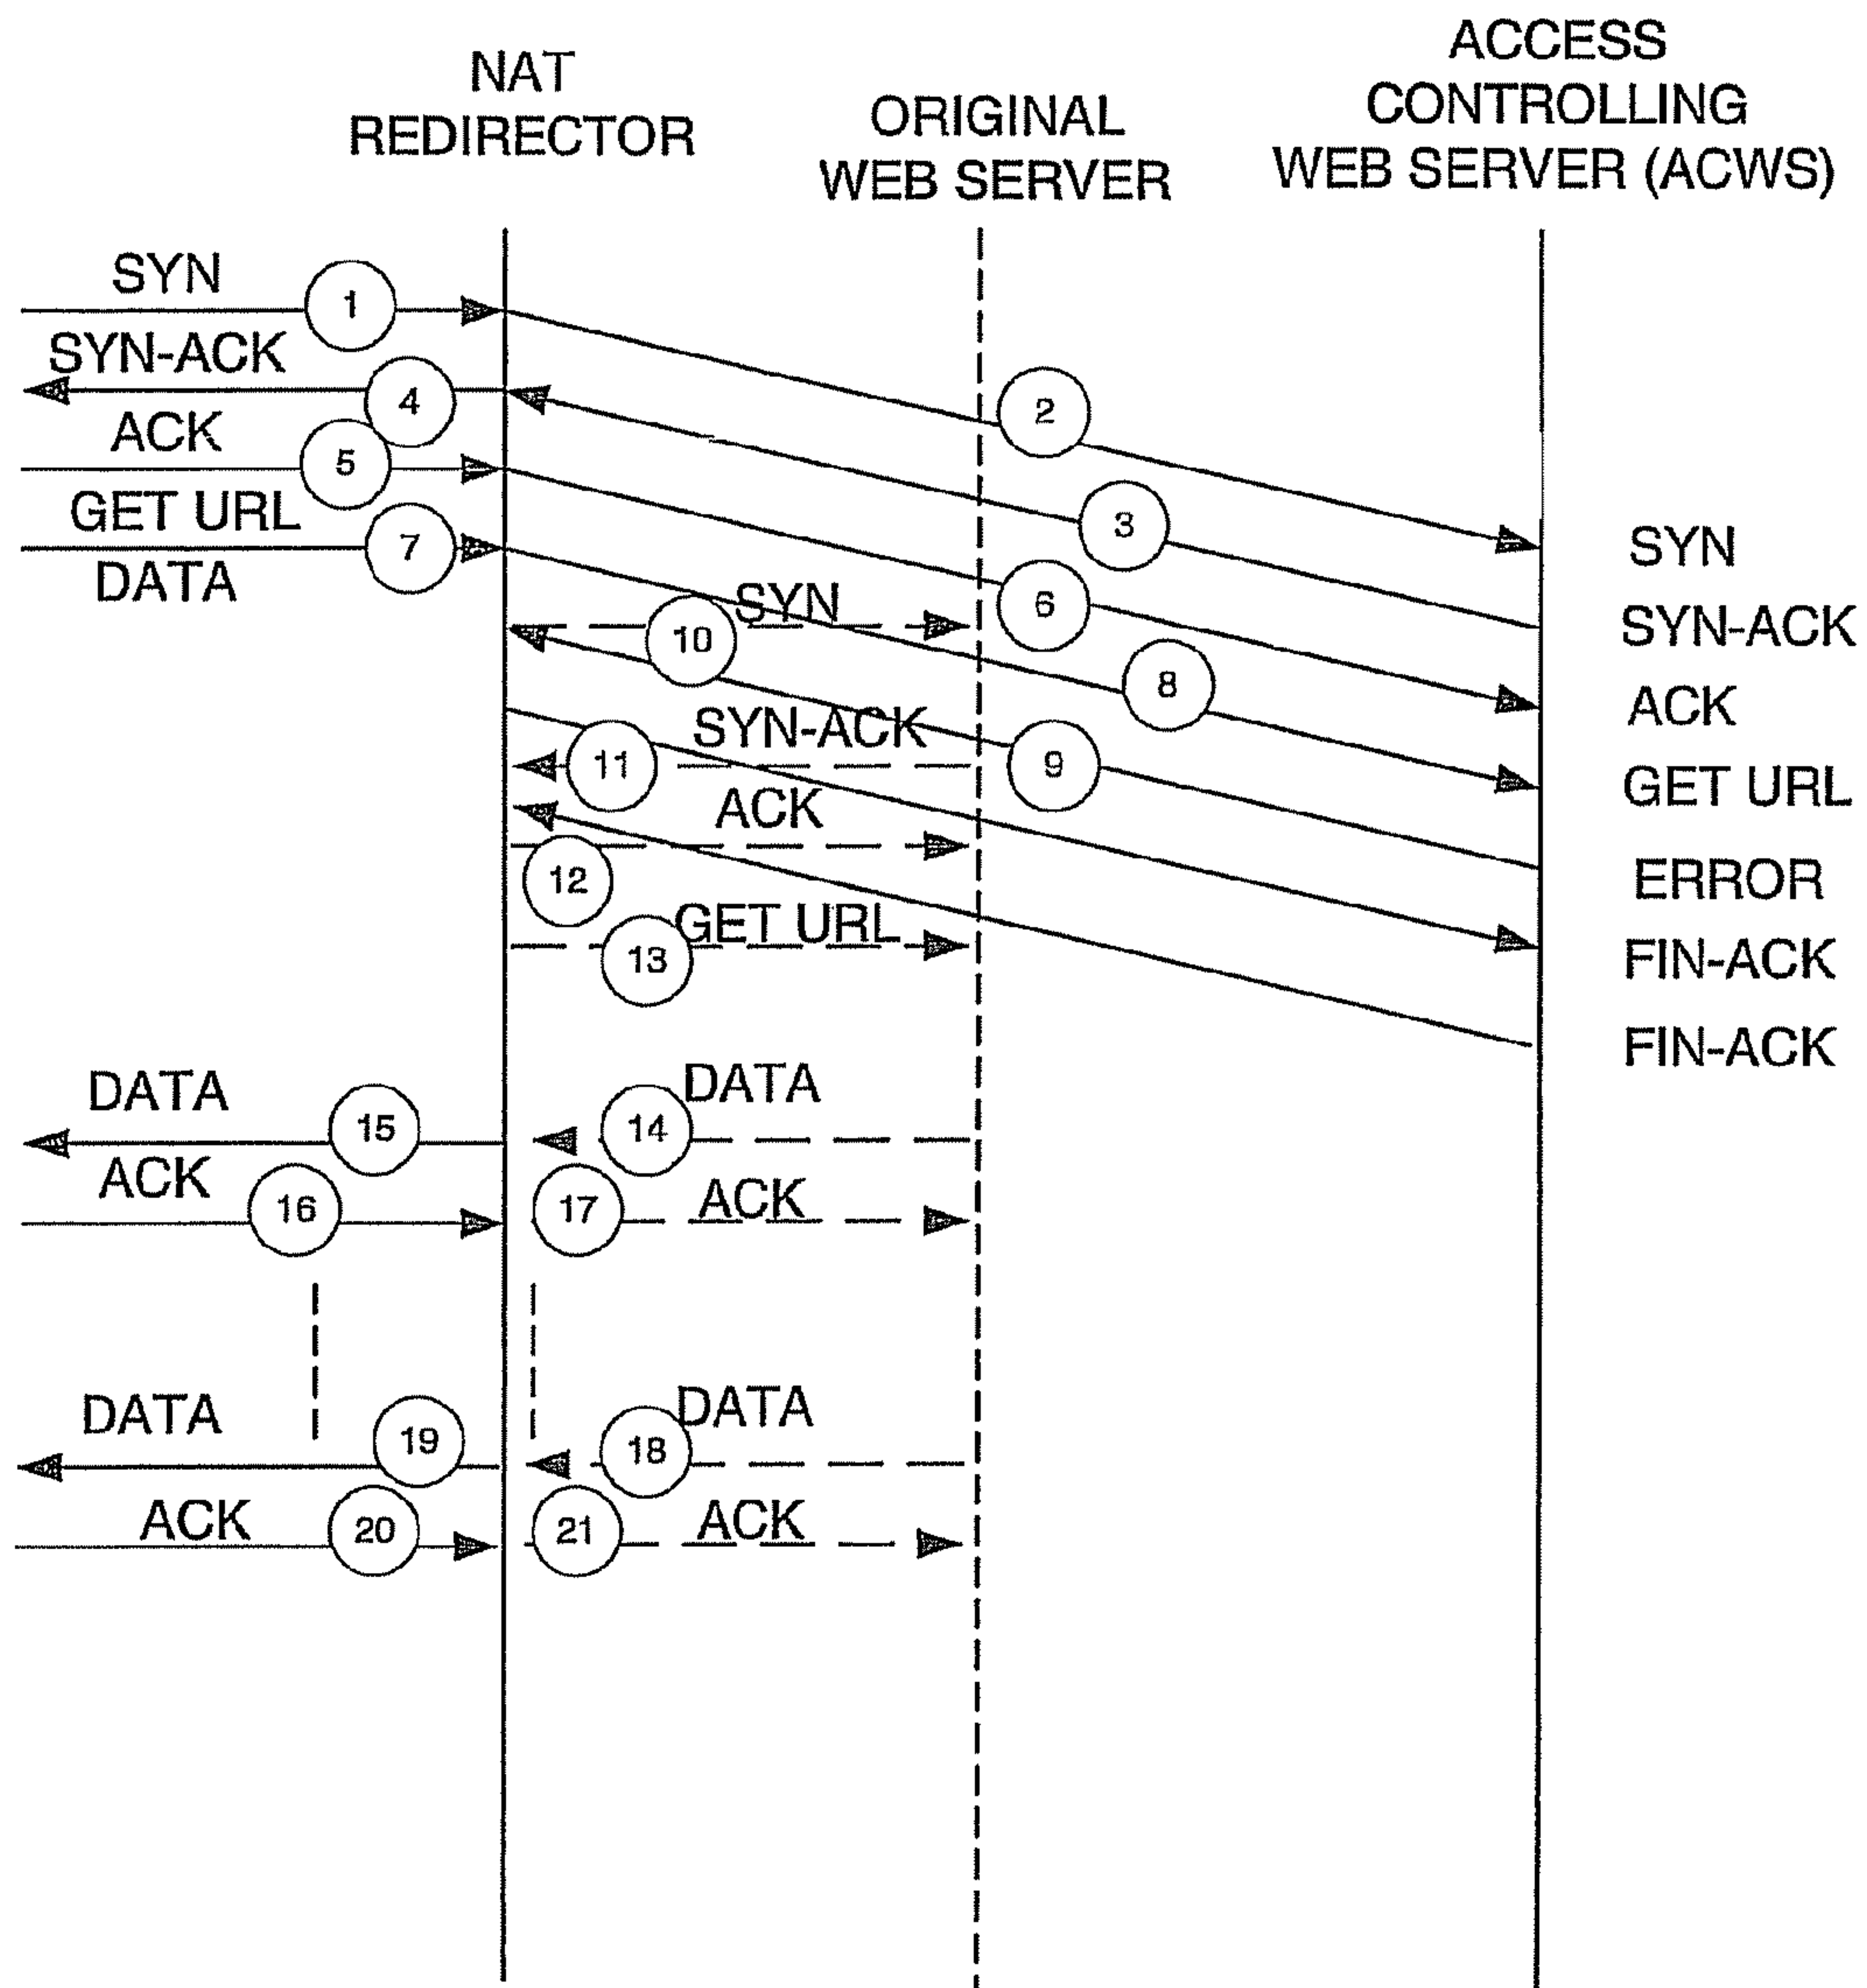 NAT
REDIRECTOR
ORIGINAL
WEB SERVER
ACCESS
CONTROLLING
WEB SERVER (ACWS)
SYN
1
SYN-ACK
4
2
ACK
5
3
GET URL
7
SYN
DATA
SYN
6
10
SYN-ACK
8
ACK
SYN-ACK
11
9
GET URL
ACK
12
ERROR
GET URL
13
FIN-ACK
FIN-ACK
DATA
15
DATA
14
ACK
16
17
ACK
DATA
19
DATA
18
ACK
20
21
ACK